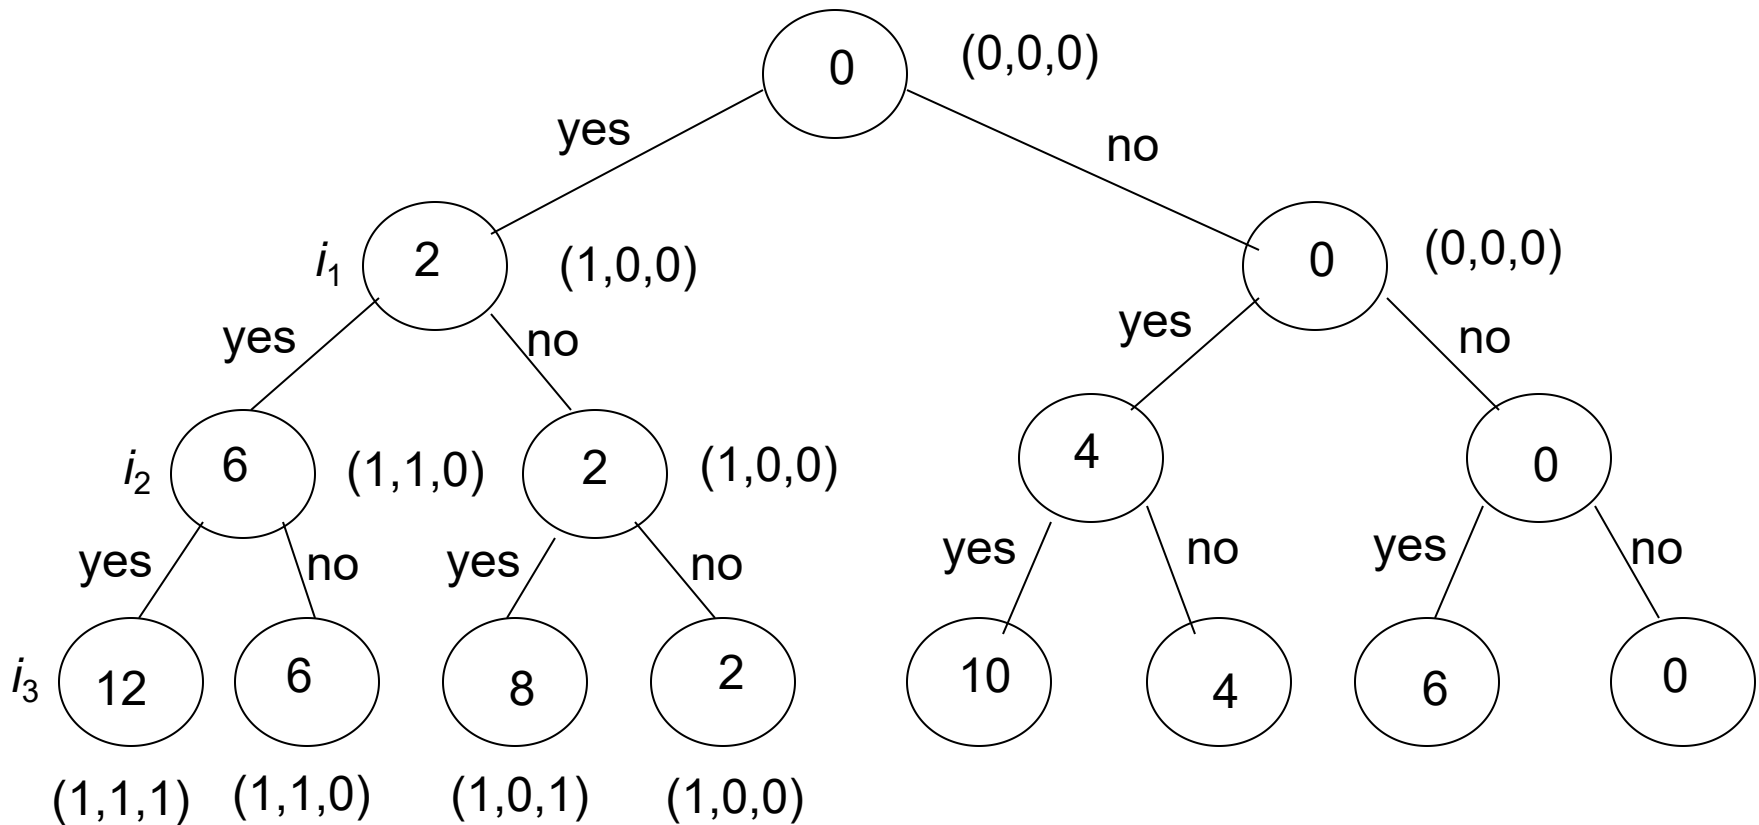 0 (0,0,0)
yes no
i₁ 2 (1,0,0) 0 (0,0,0)
yes no yes no
i₂ 6 (1,1,0) 2 (1,0,0) 4 0
yes no yes no yes no yes no
i₃ 12 6 8 2 10 4 6 0
(1,1,1) (1,1,0) (1,0,1) (1,0,0)